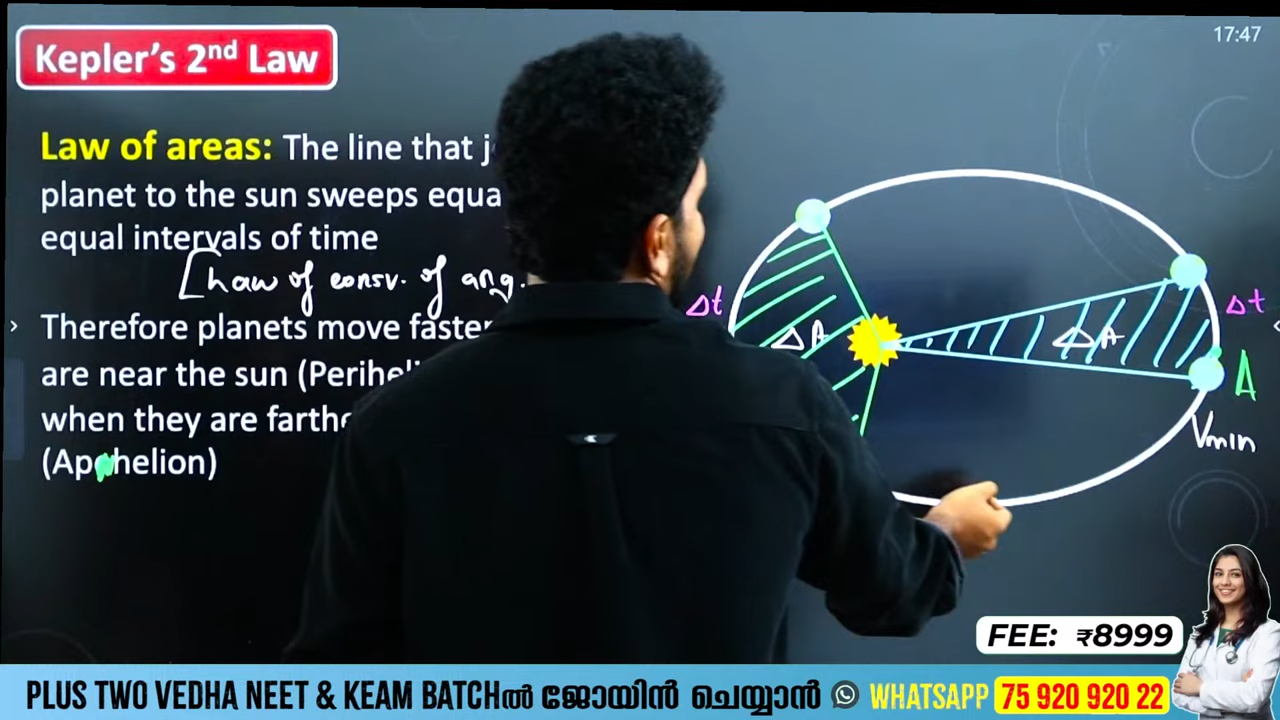 17:47
Kepler's 2nd Law
Law of areas: The line that j
planet to the sun sweeps equa
equal intervals of time
[Law of consv. of ang.
Therefore planets move faster
are near the sun (Periheli
when they are farthe
(Aphelion)
Δt
ΔA
ΔA
Δt
A
Vmin
FEE: ₹8999
PLUS TWO VEDHA NEET & KEAM BATCHൽ ജോയിൻ ചെയ്യാൻ WHATSAPP 75 920 920 22